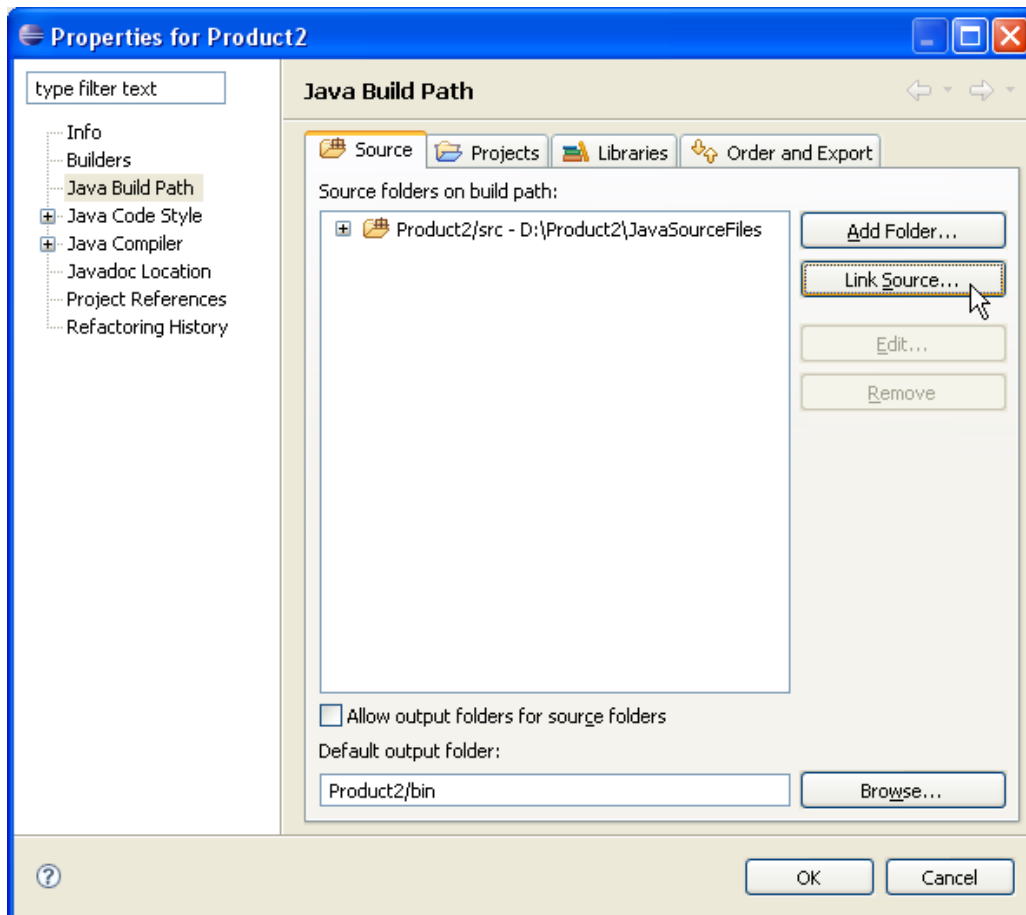 Properties for Product2
type filter text
Info
Builders
Java Build Path
Java Code Style
Java Compiler
Javadoc Location
Project References
Refactoring History
Java Build Path
Source Projects Libraries Order and Export
Source folders on build path:
Product2/src - D:\Product2\JavaSourceFiles
Add Folder...
Link Source...
Edit...
Remove
Allow output folders for source folders
Default output folder:
Product2/bin
Browse...
OK Cancel